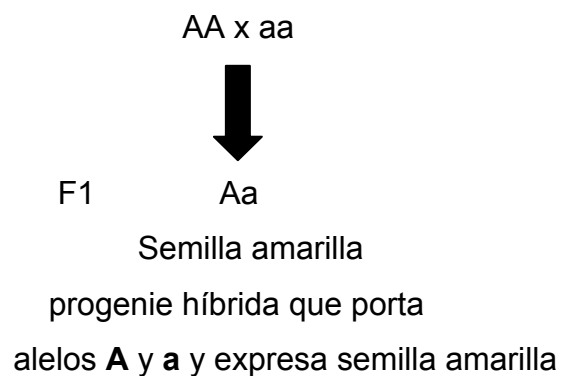 AA x aa
F1 Aa
Semilla amarilla
progenie híbrida que porta
alelos A y a y expresa semilla amarilla